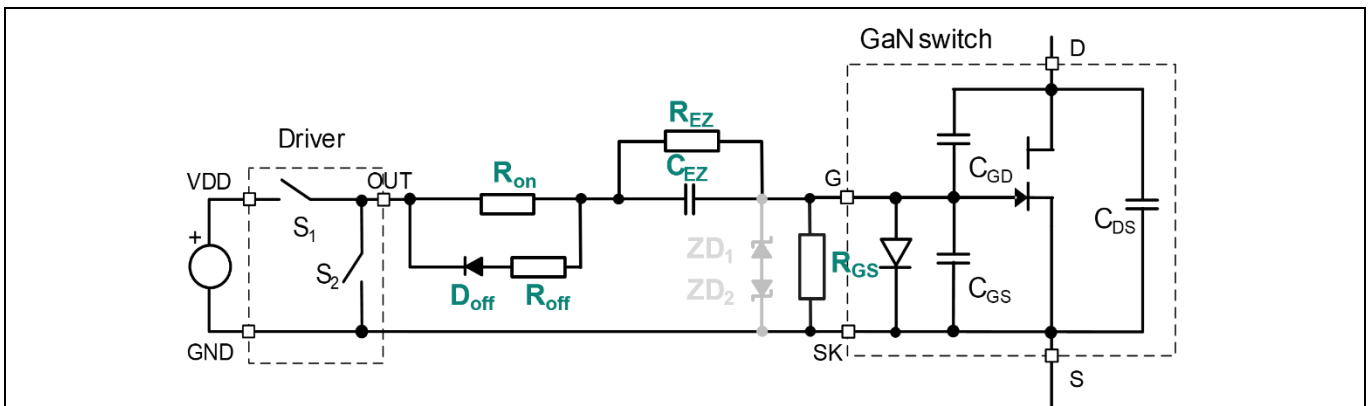 GaN switch
D
R_EZ
Driver
C_EZ
VDD
OUT
R_on
G
C_GD
+
S_1
C_DS
S_2
ZD_1
R_GS
D_off
R_off
ZD_2
C_GS
GND
SK
S